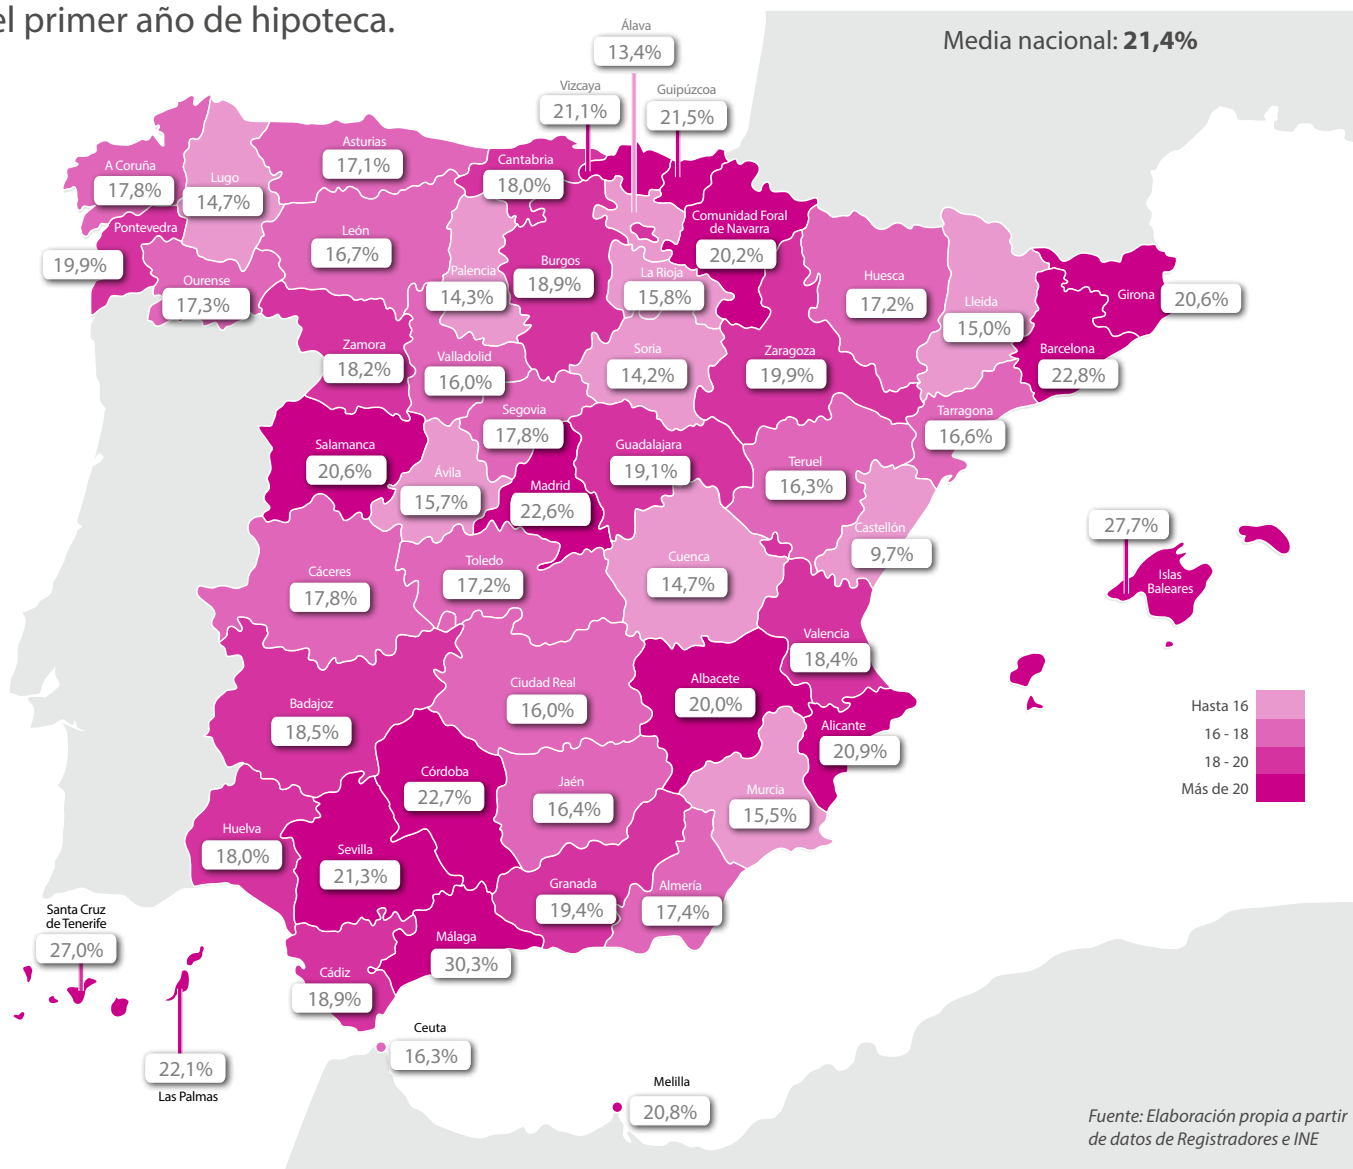 el primer año de hipoteca.
Media nacional: 21,4%
Álava
13,4%
Vizcaya
21,1%
Guipúzcoa
21,5%
A Coruña
17,8%
Lugo
14,7%
Asturias
17,1%
Cantabria
18,0%
Pontevedra
19,9%
Ourense
17,3%
León
16,7%
Palencia
14,3%
Burgos
18,9%
La Rioja
15,8%
Comunidad Foral
de Navarra
20,2%
Huesca
17,2%
Lleida
15,0%
Girona
20,6%
Barcelona
22,8%
Zamora
18,2%
Valladolid
16,0%
Soria
14,2%
Zaragoza
19,9%
Tarragona
16,6%
Salamanca
20,6%
Ávila
15,7%
Segovia
17,8%
Madrid
22,6%
Guadalajara
19,1%
Teruel
16,3%
Castellón
9,7%
27,7%
Islas
Baleares
Cáceres
17,8%
Toledo
17,2%
Cuenca
14,7%
Valencia
18,4%
Badajoz
18,5%
Ciudad Real
16,0%
Albacete
20,0%
Alicante
20,9%
Hasta 16
16 - 18
18 - 20
Más de 20
Córdoba
22,7%
Jaén
16,4%
Murcia
15,5%
Huelva
18,0%
Sevilla
21,3%
Granada
19,4%
Almería
17,4%
Málaga
30,3%
Cádiz
18,9%
Santa Cruz
de Tenerife
27,0%
22,1%
Las Palmas
Ceuta
16,3%
Melilla
20,8%
Fuente: Elaboración propia a partir
de datos de Registradores e INE